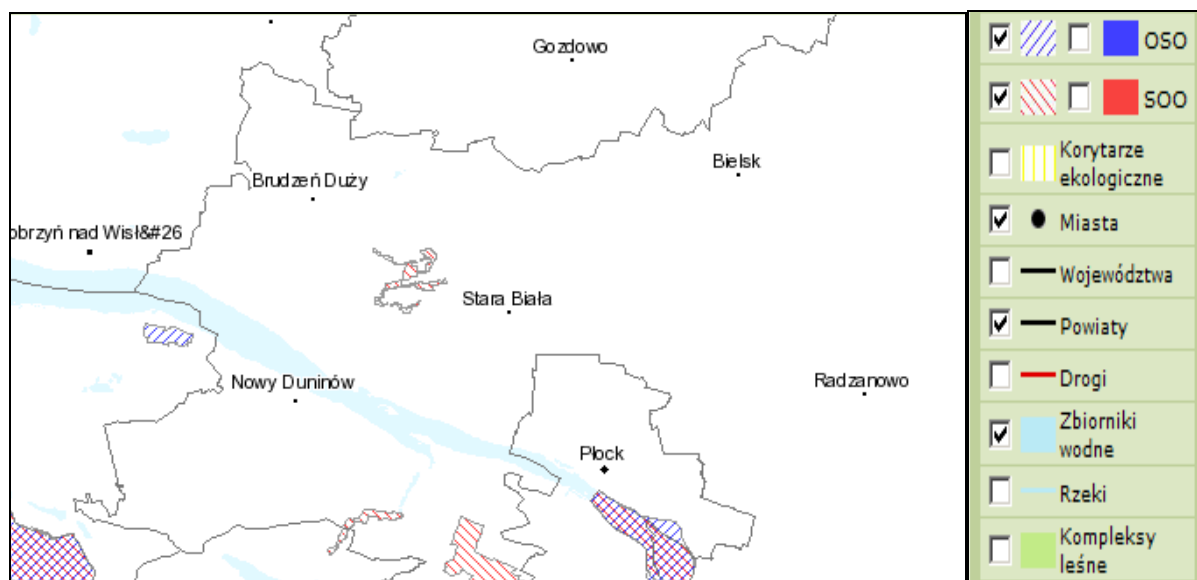 Gozdowo
Bielsk
Brudzeń Duży
obrzyń nad Wisł&#26
Stara Biała
Nowy Duninów
Radzanowo
Płock
OSO
SOO
Korytarze
ekologiczne
Miasta
Województwa
Powiaty
Drogi
Zbiorniki
wodne
Rzeki
Kompleksy
leśne